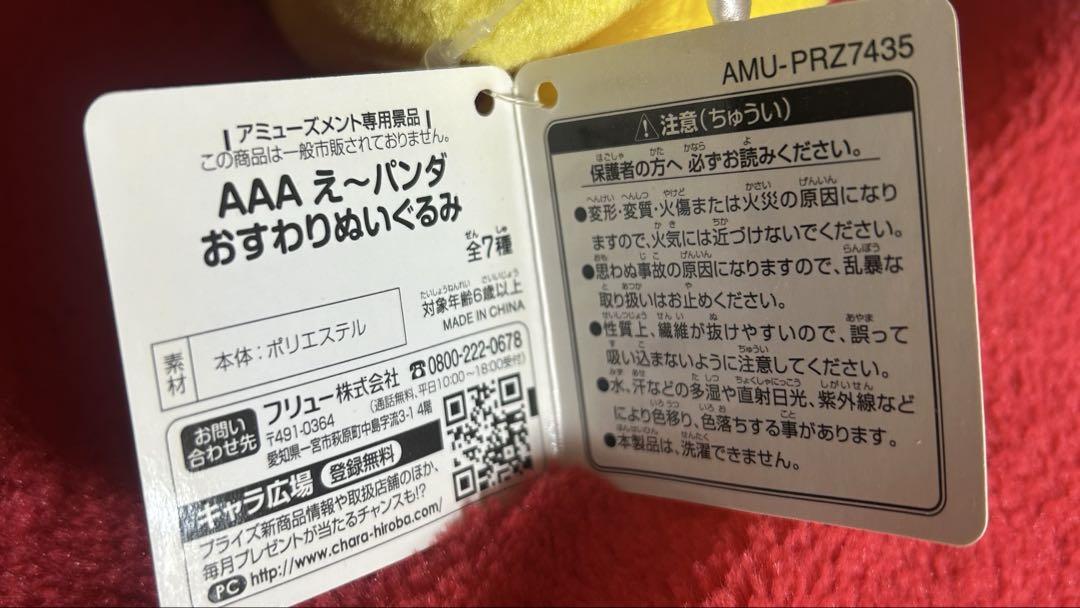 アミューズメント専用景品
この商品は一般市販されておりません。
AAA え～パンダ
おすわりぬいぐるみ
全7種
対象年齢6歳以上
MADE IN CHINA
素材 本体：ポリエステル
お問い合わせ先
フリュー株式会社 ☎0800-222-0678
(通話無料、平日10:00～18:00受付)
〒491-0364
愛知県一宮市萩原町中島字流3-1 4階
キャラ広場 登録無料
プライズ新商品情報や取扱店舗のほか、
毎月プレゼントが当たるチャンスも!?
PC http://www.chara-hiroba.com/
AMU-PRZ7435
⚠注意(ちゅうい)
保護者の方へ 必ずお読みください。
●変形・変質・火傷または火災の原因になり
ますので、火気には近づけないでください。
●思わぬ事故の原因になりますので、乱暴な
取り扱いはお止めください。
●性質上、繊維が抜けやすいので、誤って
吸い込まないように注意してください。
●水、汗などの多湿や直射日光、紫外線など
により色移り、色落ちする事があります。
●本製品は、洗濯できません。